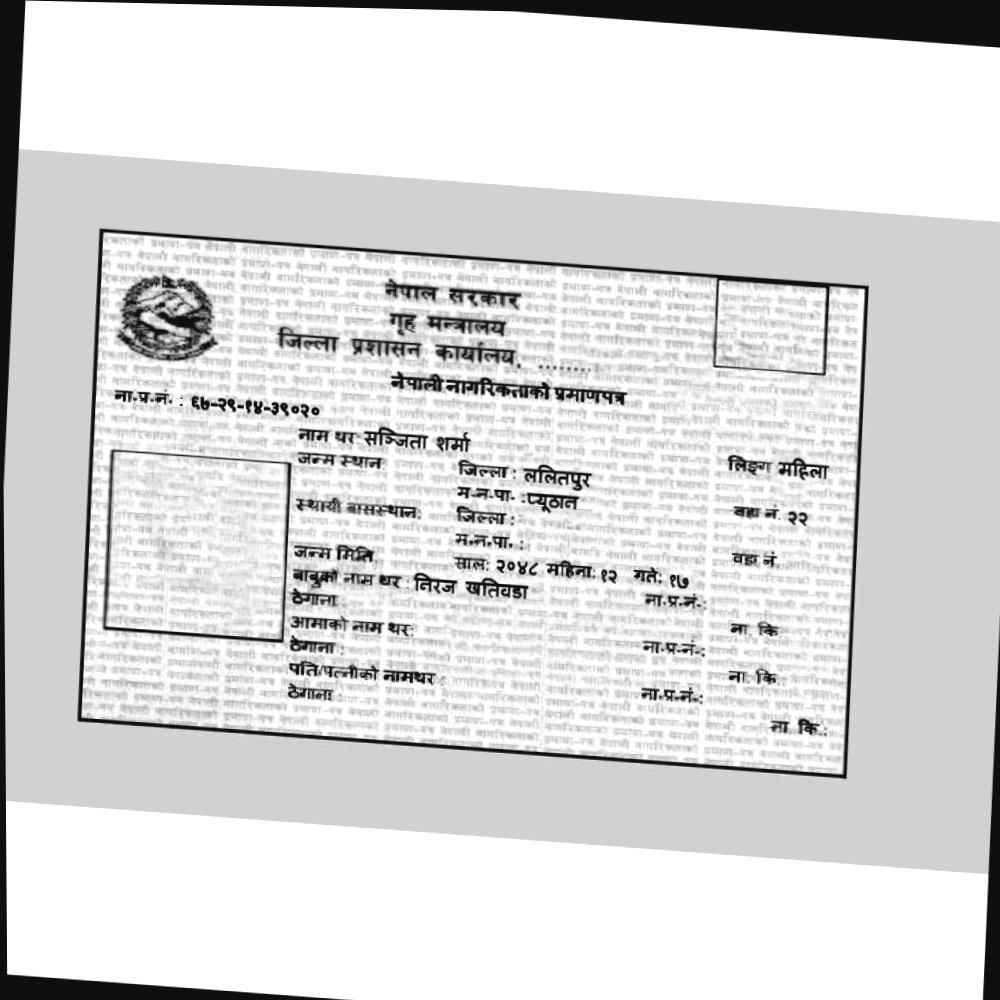 नेपाल सरकार
गृह मन्त्रालय
जिल्ला प्रशासन कार्यालय, ........
नेपाली नागरिकताको प्रमाणपत्र
ना.प्र.नं. : ६७-२९-१४-३९०२०
नाम थर सञ्जिता शर्मा लिङ्ग महिला
जन्म स्थान जिल्ला : ललितपुर
म.न.पा. :प्यूठान वडा नं. २२
स्थायी बासस्थान: जिल्ला :
म.न.पा. : वडा नं
जन्म मिति: साल: २०४८ महिना: १२ गते: १७
बाबुको नाम थर : निरज खतिवडा ना.प्र.नं.:
ठेगाना : ना. कि
आमाको नाम थर: ना.प्र.नं.:
ठेगाना : ना. कि.:
पति/पत्नीको नामथर : ना.प्र.नं.:
ठेगाना : ना. कि.: